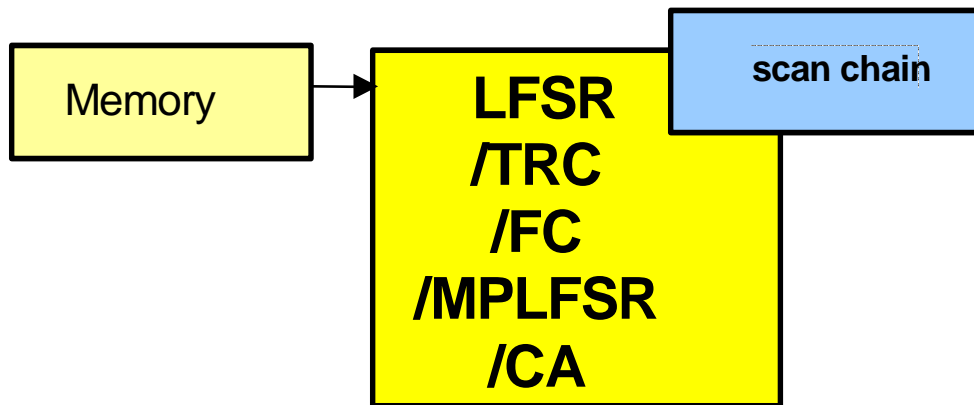 Memory
LFSR
/TRC
/FC
/MPLFSR
/CA
scan chain